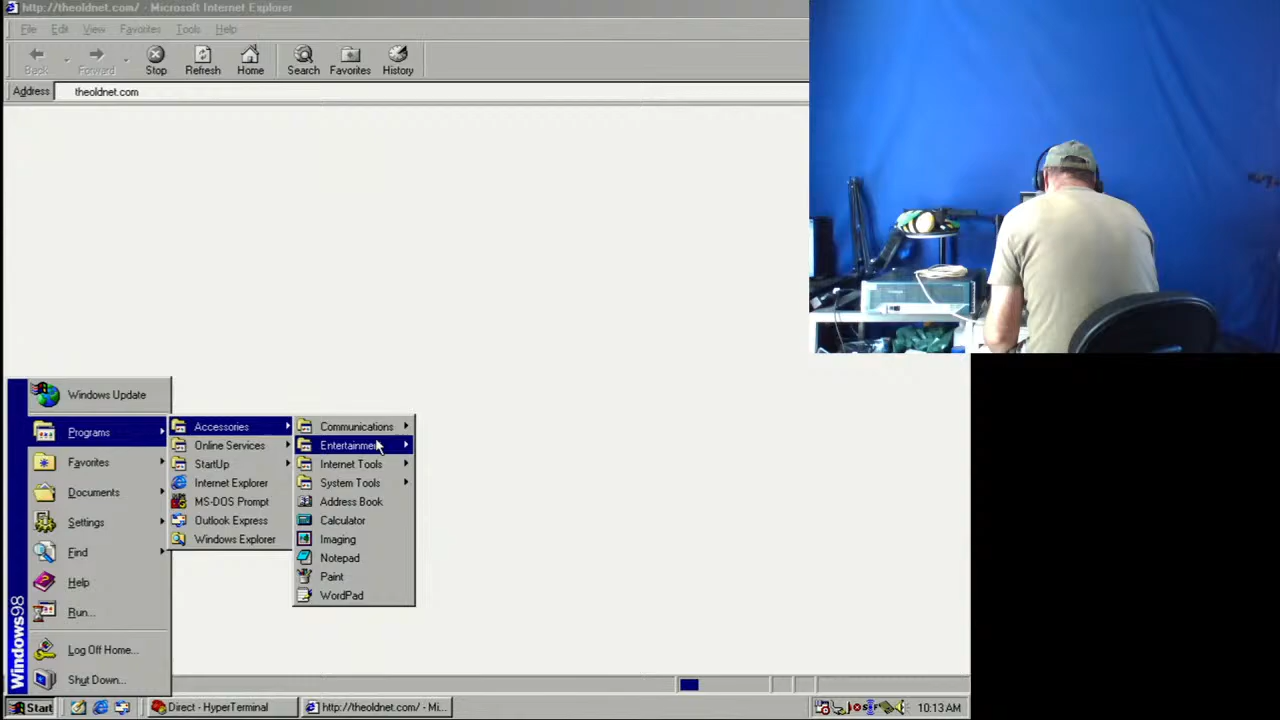 http://theoldnet.com/ - Microsoft Internet Explorer
File Edit View Favorites Tools Help
Back Forward Stop Refresh Home Search Favorites History
Address theoldnet.com
Windows Update
Programs
Favorites
Documents
Settings
Find
Help
Run...
Log Off Home...
Shut Down...
Windows98
Accessories
Online Services
StartUp
Internet Explorer
MS-DOS Prompt
Outlook Express
Windows Explorer
Communications
Entertainment
Internet Tools
System Tools
Address Book
Calculator
Imaging
Notepad
Paint
WordPad
Start Direct - HyperTerminal http://theoldnet.com/ - Mi... 10:13 AM